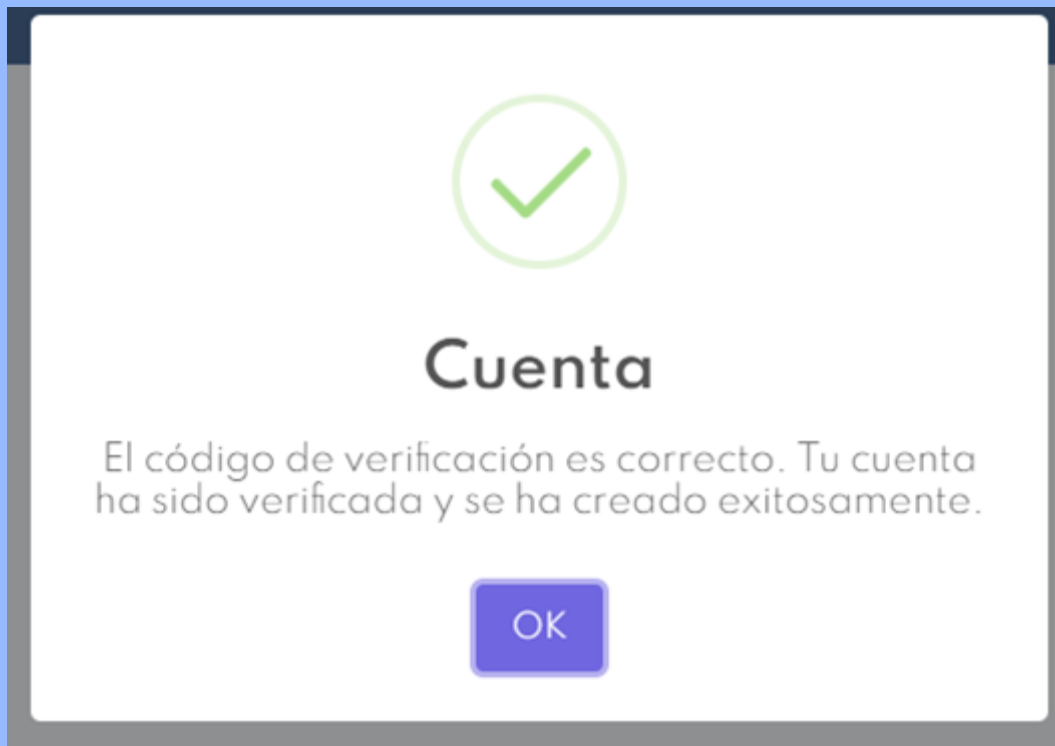 Cuenta
El código de verificación es correcto. Tu cuenta
ha sido verificada y se ha creado exitosamente.
OK